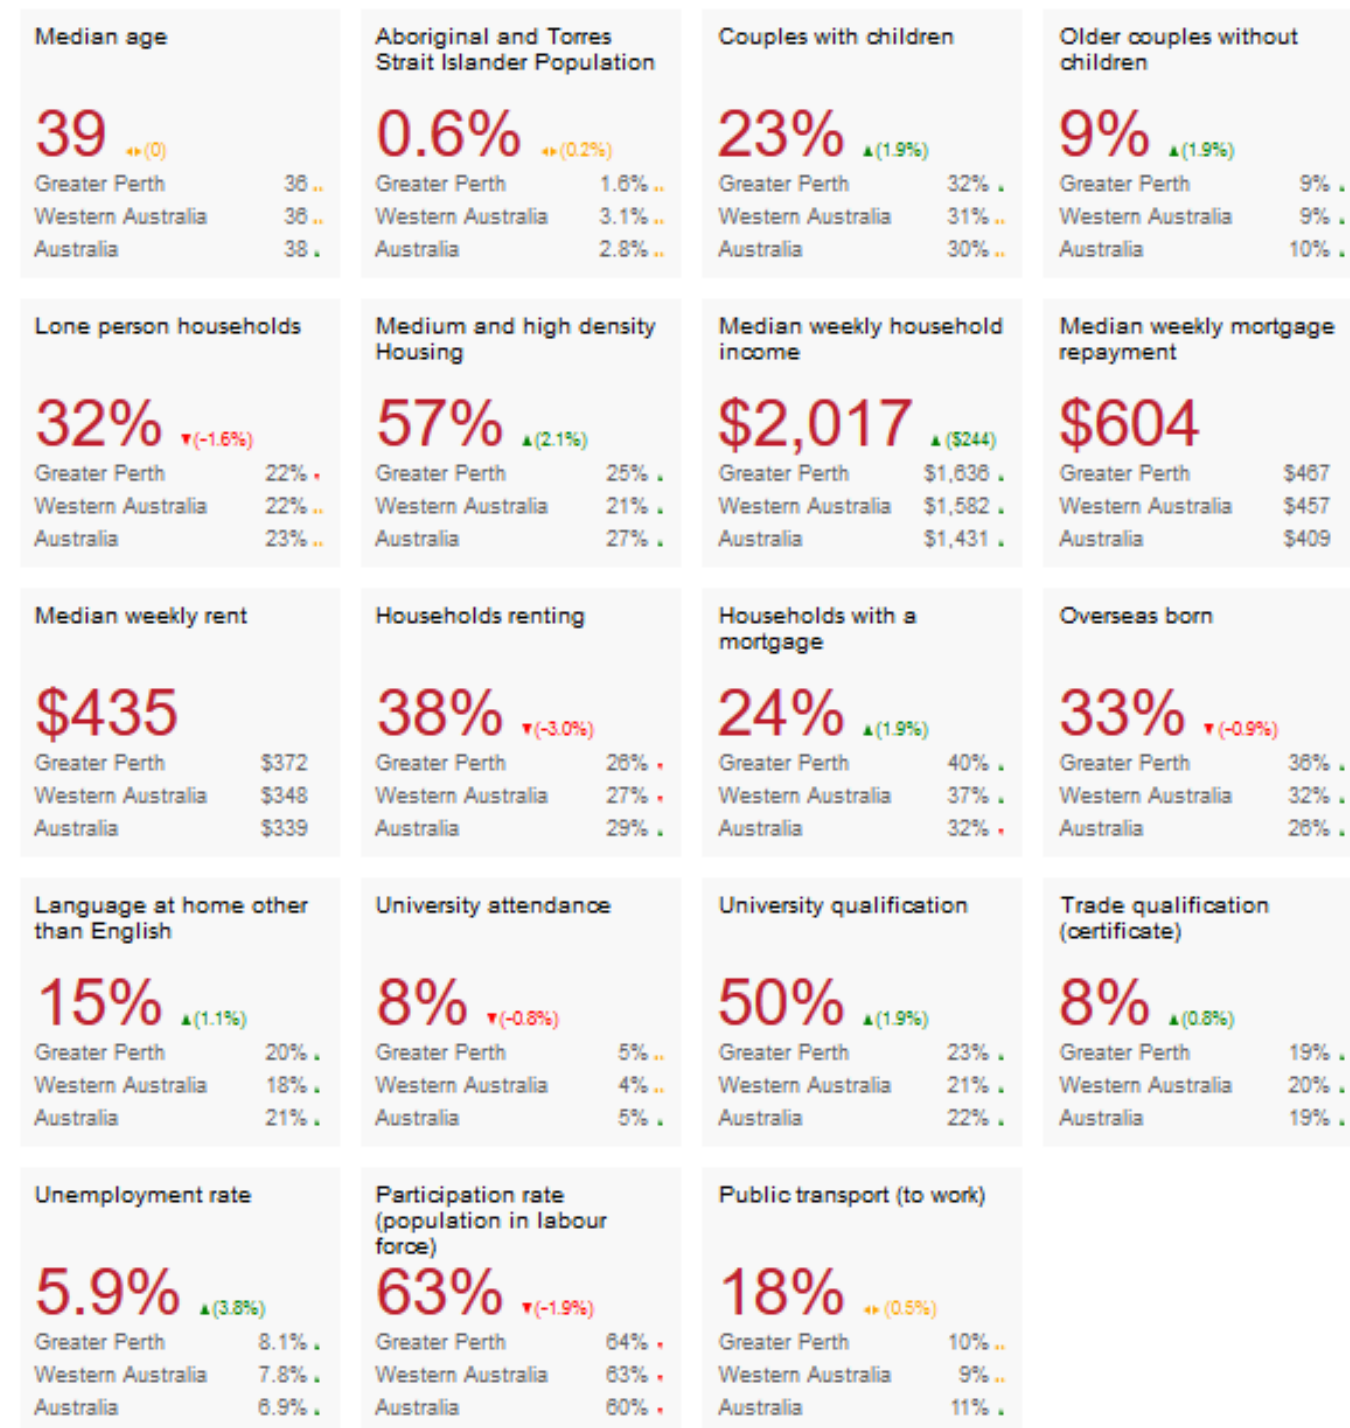 Median age
39 (0)
Greater Perth 36
Western Australia 36
Australia 38
Aboriginal and Torres
Strait Islander Population
0.6% (0.2%)
Greater Perth 1.6%
Western Australia 3.1%
Australia 2.8%
Couples with children
23% ▲(1.9%)
Greater Perth 32%
Western Australia 31%
Australia 30%
Older couples without
children
9% ▲(1.9%)
Greater Perth 9%
Western Australia 9%
Australia 10%
Lone person households
32% ▼(-1.6%)
Greater Perth 22%
Western Australia 22%
Australia 23%
Medium and high density
Housing
57% ▲(2.1%)
Greater Perth 25%
Western Australia 21%
Australia 27%
Median weekly household
income
$2,017 ▲($244)
Greater Perth $1,636
Western Australia $1,582
Australia $1,431
Median weekly mortgage
repayment
$604
Greater Perth $467
Western Australia $457
Australia $409
Median weekly rent
$435
Greater Perth $372
Western Australia $348
Australia $339
Households renting
38% ▼(-3.0%)
Greater Perth 26%
Western Australia 27%
Australia 29%
Households with a
mortgage
24% ▲(1.9%)
Greater Perth 40%
Western Australia 37%
Australia 32%
Overseas born
33% ▼(-0.9%)
Greater Perth 36%
Western Australia 32%
Australia 26%
Language at home other
than English
15% ▲(1.1%)
Greater Perth 20%
Western Australia 18%
Australia 21%
University attendance
8% ▼(-0.8%)
Greater Perth 5%
Western Australia 4%
Australia 5%
University qualification
50% ▲(1.9%)
Greater Perth 23%
Western Australia 21%
Australia 22%
Trade qualification
(certificate)
8% ▲(0.8%)
Greater Perth 19%
Western Australia 20%
Australia 19%
Unemployment rate
5.9% ▲(3.8%)
Greater Perth 8.1%
Western Australia 7.8%
Australia 6.9%
Participation rate
(population in labour
force)
63% ▼(-1.9%)
Greater Perth 64%
Western Australia 63%
Australia 60%
Public transport (to work)
18% (0.5%)
Greater Perth 10%
Western Australia 9%
Australia 11%